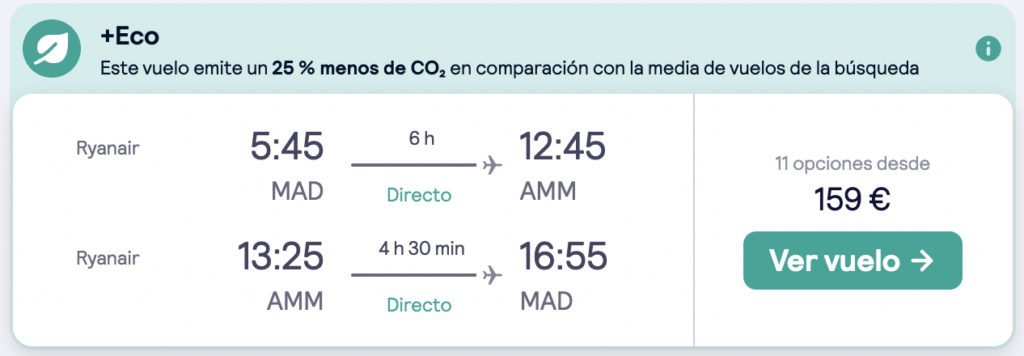 +Eco
Este vuelo emite un 25 % menos de CO₂ en comparación con la media de vuelos de la búsqueda
Ryanair
5:45
MAD
6 h
Directo
12:45
AMM
Ryanair
13:25
AMM
4 h 30 min
Directo
16:55
MAD
11 opciones desde
159 €
Ver vuelo →